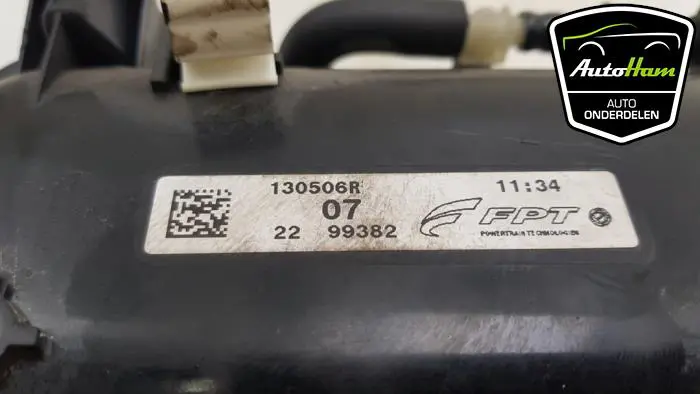 AutoHam
AUTO
ONDERDELEN
130506R 11:34
07
22 99382
FPT
POWERTRAIN TECHNOLOGIES